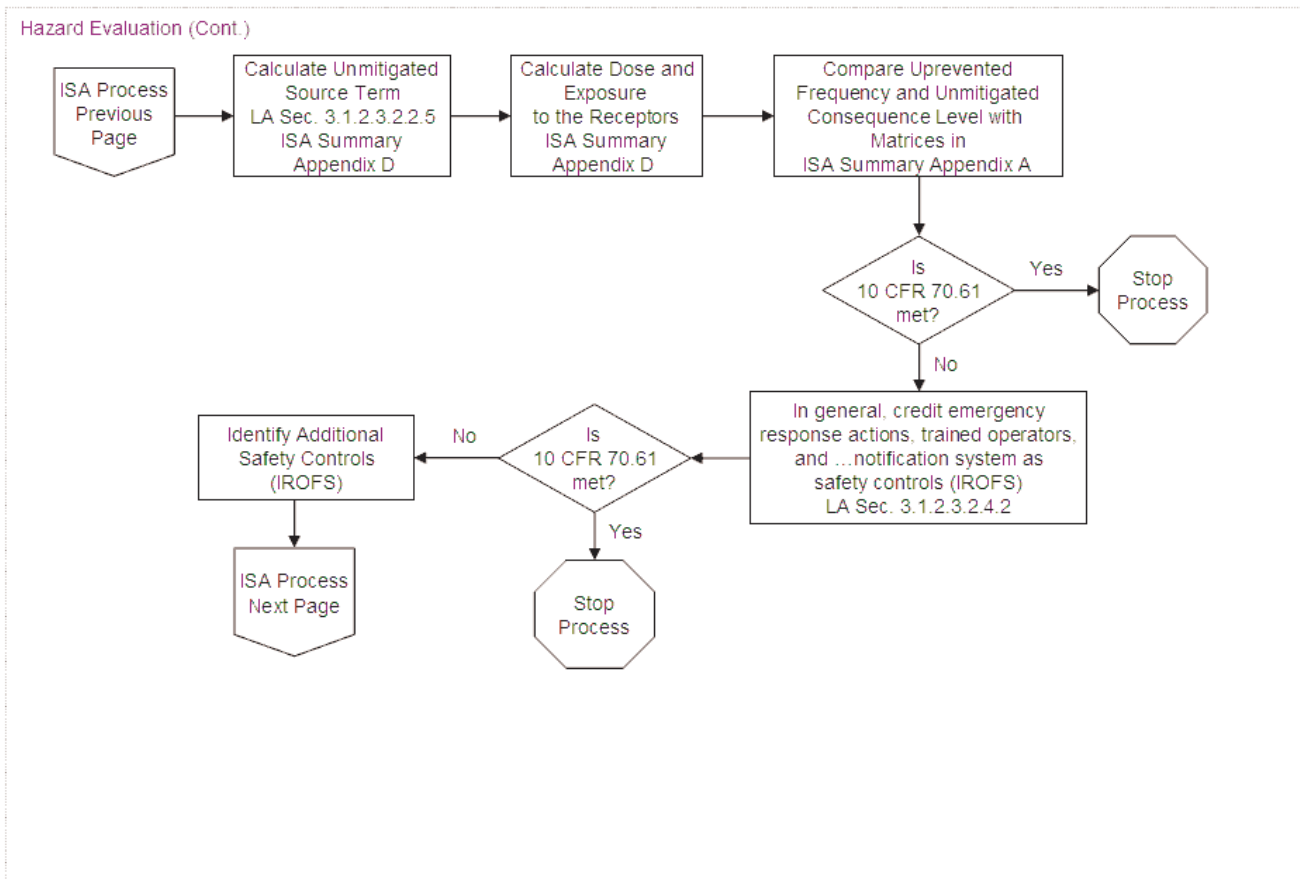 Hazard Evaluation (Cont.)
ISA Process
Previous
Page
Calculate Unmitigated
Source Term
LA Sec. 3.1.2.3.2.2.5
ISA Summary
Appendix D
Calculate Dose and
Exposure
to the Receptors
ISA Summary
Appendix D
Compare Uprevented
Frequency and Unmitigated
Consequence Level with
Matrices in
ISA Summary Appendix A
Is
10 CFR 70.61
met?
Yes
Stop
Process
No
In general, credit emergency
response actions, trained operators,
and ...notification system as
safety controls (IROFS)
LA Sec. 3.1.2.3.2.4.2
Is
10 CFR 70.61
met?
No
Identify Additional
Safety Controls
(IROFS)
Yes
Stop
Process
ISA Process
Next Page